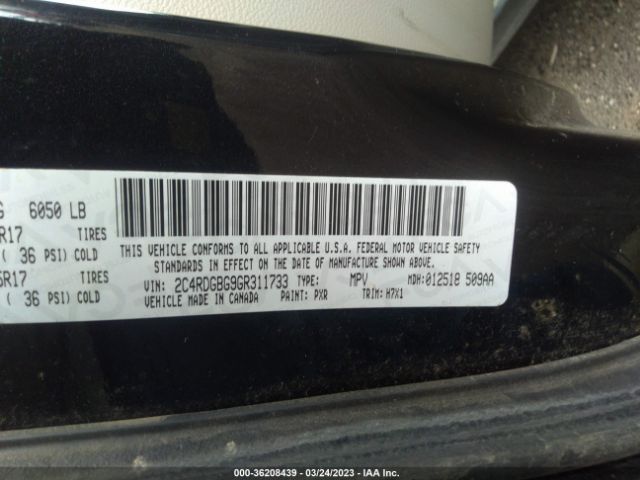 G 6050 LB
R17 TIRES
( 36 PSI) COLD
5R17 TIRES
( 36 PSI) COLD
THIS VEHICLE CONFORMS TO ALL APPLICABLE U.S.A. FEDERAL MOTOR VEHICLE SAFETY
STANDARDS IN EFFECT ON THE DATE OF MANUFACTURE SHOWN ABOVE.
VIN: 2C4RDGBG9GR311733 TYPE: MPV MDH:012518 509AA
VEHICLE MADE IN CANADA PAINT: PXR TRIM: H7X1
000-36208439 - 03/24/2023 - IAA Inc.